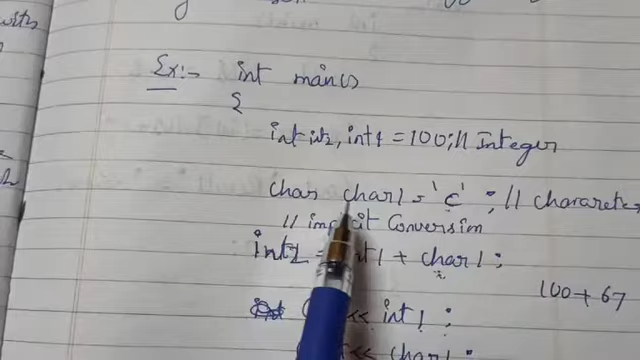 Ex:- int main()
{
int int2, int1 = 100; // Integer
char char1 = 'c' ; // character
// implicit Conversion
int2 = int1 + char1 ;
100 + 67
<< int1 ;
<< char1 ;